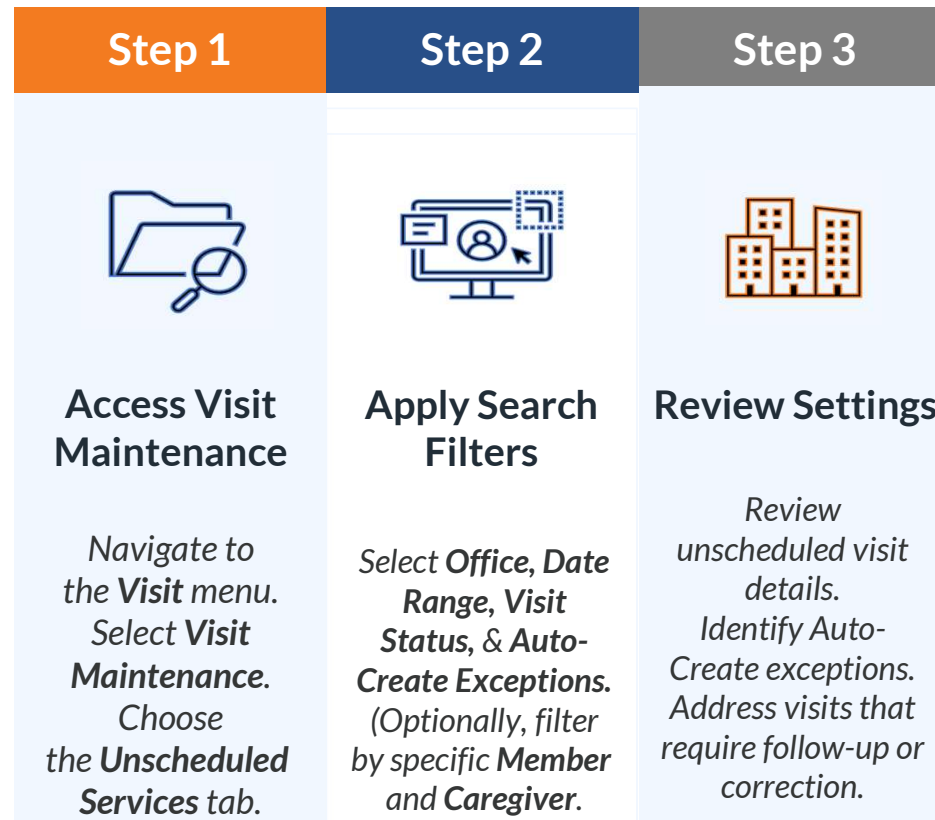 Step 1
Access Visit
Maintenance
Navigate to
the Visit menu.
Select Visit
Maintenance.
Choose
the Unscheduled
Services tab.
Step 2
Apply Search
Filters
Select Office, Date
Range, Visit
Status, & Auto-
Create Exceptions.
(Optionally, filter
by specific Member
and Caregiver.
Step 3
Review Settings
Review
unscheduled visit
details.
Identify Auto-
Create exceptions.
Address visits that
require follow-up or
correction.